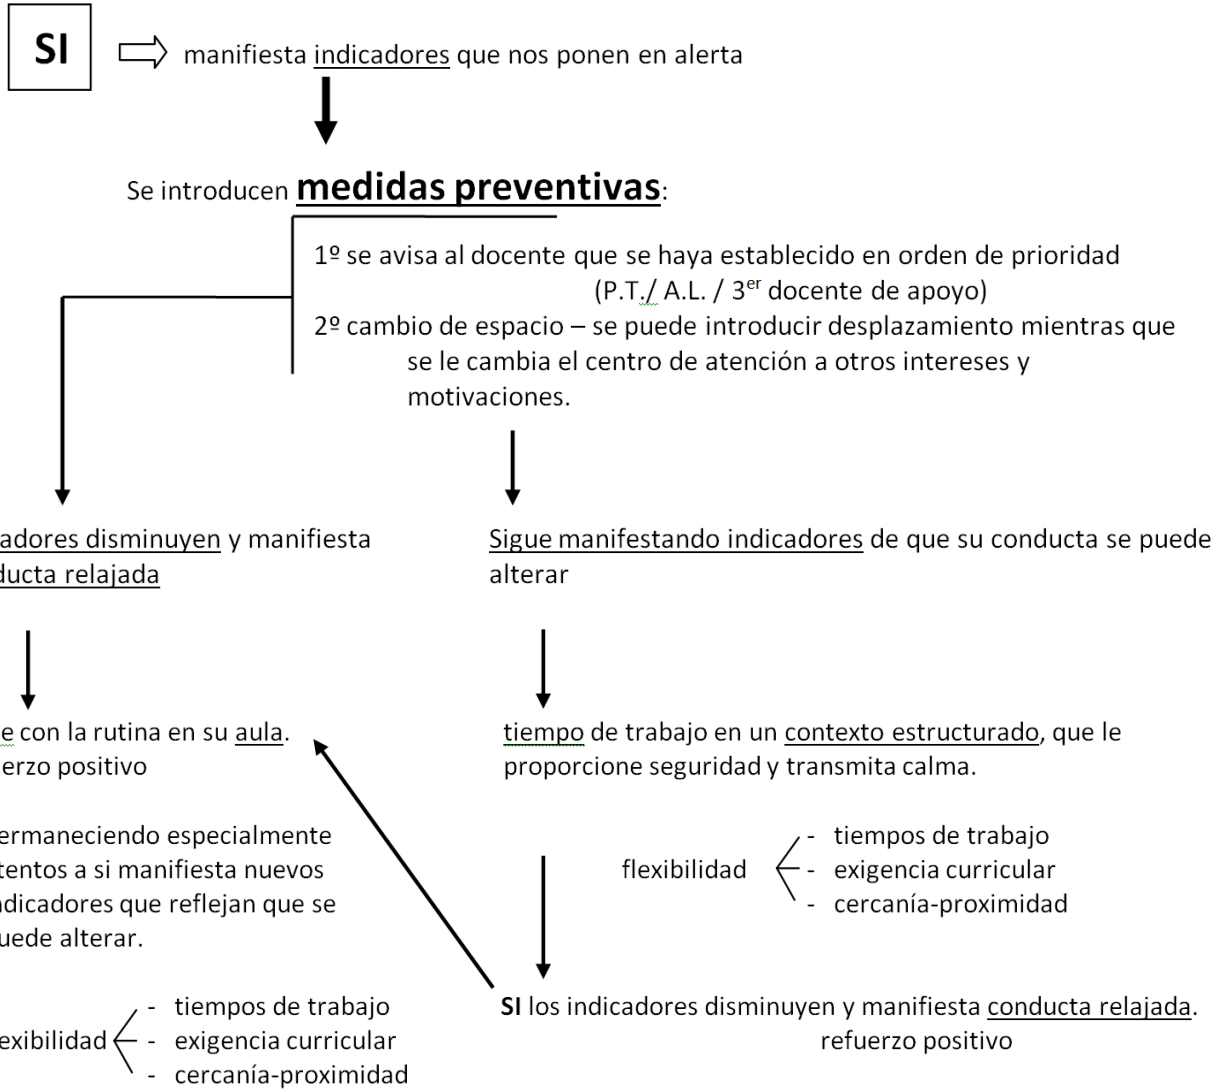 SI
manifiesta indicadores que nos ponen en alerta
Se introducen medidas preventivas:
1º se avisa al docente que se haya establecido en orden de prioridad
(P.T./ A.L. / 3er docente de apoyo)
2º cambio de espacio – se puede introducir desplazamiento mientras que
se le cambia el centro de atención a otros intereses y
motivaciones.
adores disminuyen y manifiesta
ducta relajada
Sigue manifestando indicadores de que su conducta se puede
alterar
e con la rutina en su aula.
erzo positivo
ermaneciendo especialmente
tentos a si manifiesta nuevos
ndicadores que reflejan que se
uede alterar.
exibilidad
- tiempos de trabajo
- exigencia curricular
- cercanía-proximidad
tiempo de trabajo en un contexto estructurado, que le
proporcione seguridad y transmita calma.
flexibilidad
- tiempos de trabajo
- exigencia curricular
- cercanía-proximidad
SI los indicadores disminuyen y manifiesta conducta relajada.
refuerzo positivo